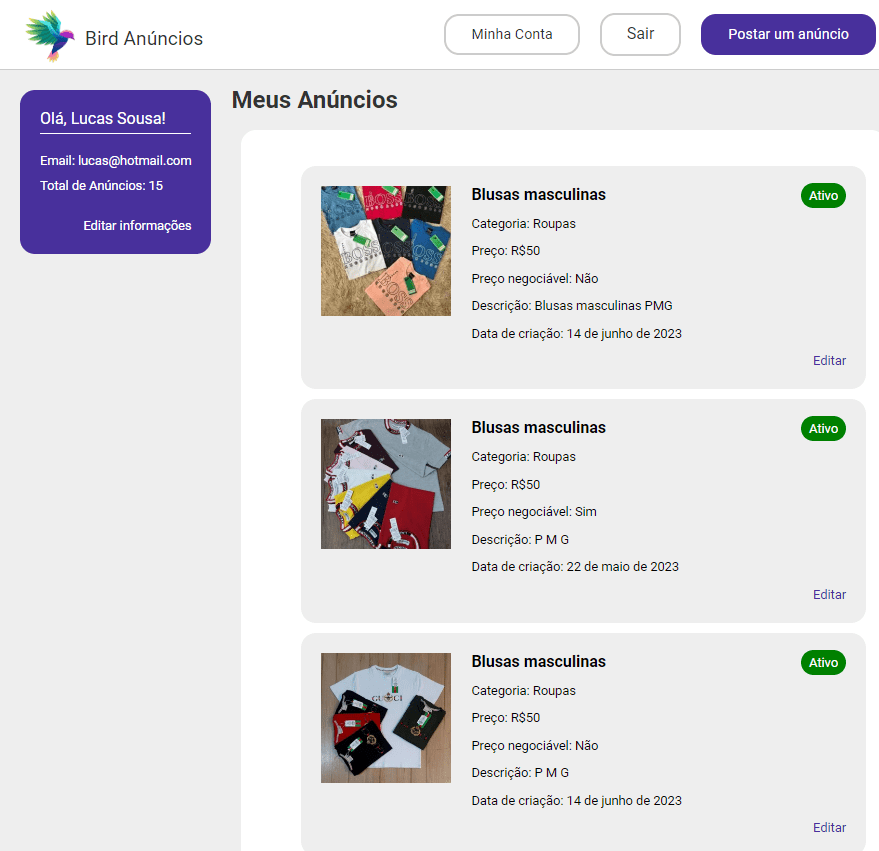 Bird Anúncios
Minha Conta
Sair
Postar um anúncio
Olá, Lucas Sousa!
Email: lucas@hotmail.com
Total de Anúncios: 15
Editar informações
Meus Anúncios
BOSS
BOSS
BOSS
BOSS
Blusas masculinas
Ativo
Categoria: Roupas
Preço: R$50
Preço negociável: Não
Descrição: Blusas masculinas PMG
Data de criação: 14 de junho de 2023
Editar
Blusas masculinas
Ativo
Categoria: Roupas
Preço: R$50
Preço negociável: Sim
Descrição: P M G
Data de criação: 22 de maio de 2023
Editar
GUCCI
Blusas masculinas
Ativo
Categoria: Roupas
Preço: R$50
Preço negociável: Não
Descrição: P M G
Data de criação: 14 de junho de 2023
Editar